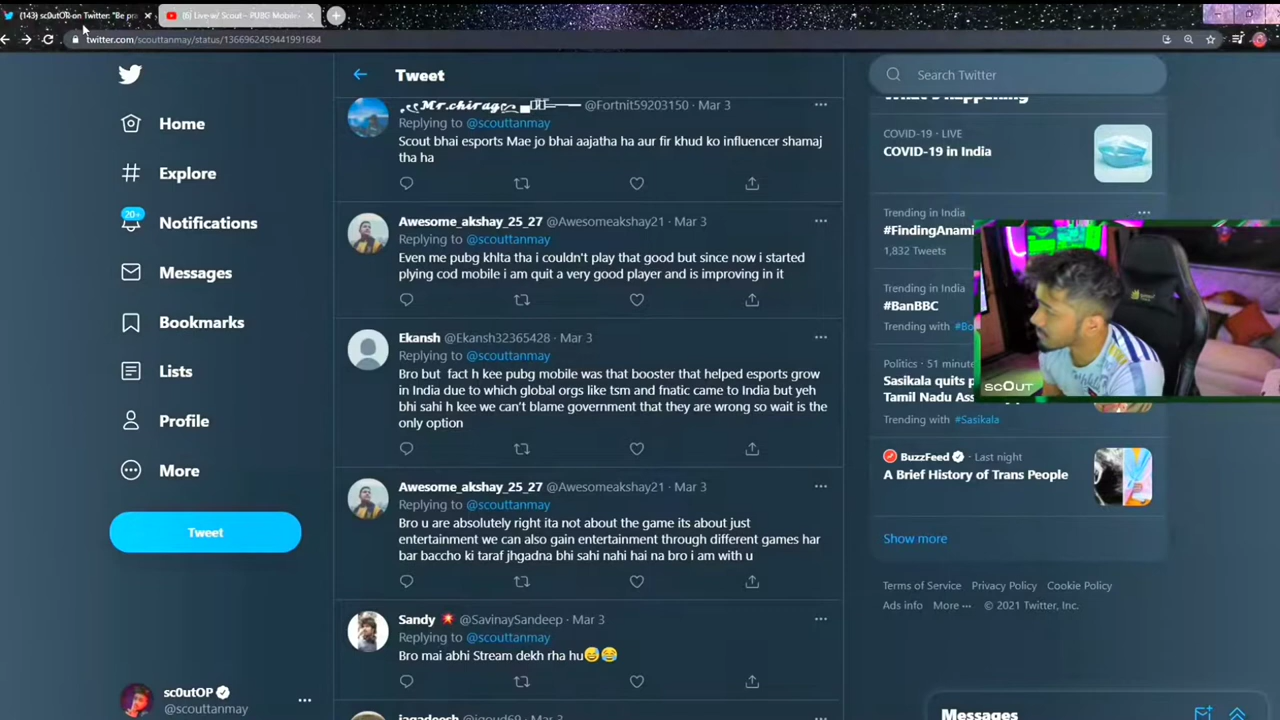 (143) sc0utOP on Twitter: "Be pra
Live w/ Scout - PUBG Mobile
twitter.com/scouttanmay/status/1366962459441991684
Home
Explore
20+
Notifications
Messages
Bookmarks
Lists
Profile
More
Tweet
sc0utOP
@scouttanmay
Tweet
Mr.chirag @Fortnit59203150 · Mar 3
Replying to @scouttanmay
Scout bhai esports Mae jo bhai aajatha ha aur fir khud ko influencer shamaj
tha ha
Awesome_akshay_25_27 @Awesomeakshay21 · Mar 3
Replying to @scouttanmay
Even me pubg khlta tha i couldn't play that good but since now i started
plying cod mobile i am quit a very good player and is improving in it
Ekansh @Ekansh32365428 · Mar 3
Replying to @scouttanmay
Bro but fact h kee pubg mobile was that booster that helped esports grow
in India due to which global orgs like tsm and fnatic came to India but yeh
bhi sahi h kee we can't blame government that they are wrong so wait is the
only option
Awesome_akshay_25_27 @Awesomeakshay21 · Mar 3
Replying to @scouttanmay
Bro u are absolutely right ita not about the game its about just
entertainment we can also gain entertainment through different games har
bar baccho ki taraf jhgadna bhi sahi nahi hai na bro i am with u
Sandy 💥 @SavinaySandeep · Mar 3
Replying to @scouttanmay
Bro mai abhi Stream dekh rha hu😅😂
jagadeesh @jgoud69 · Mar 3
Search Twitter
What's happening
COVID-19 · LIVE
COVID-19 in India
Trending in India
#FindingAnami
1,832 Tweets
Trending in India
#BanBBC
Trending with #Bo
Politics · 51 minute
Sasikala quits p
Tamil Nadu Ass
Trending with #Sasikala
BuzzFeed · Last night
A Brief History of Trans People
Show more
Terms of Service Privacy Policy Cookie Policy
Ads info More ··· © 2021 Twitter, Inc.
scOut
Messages